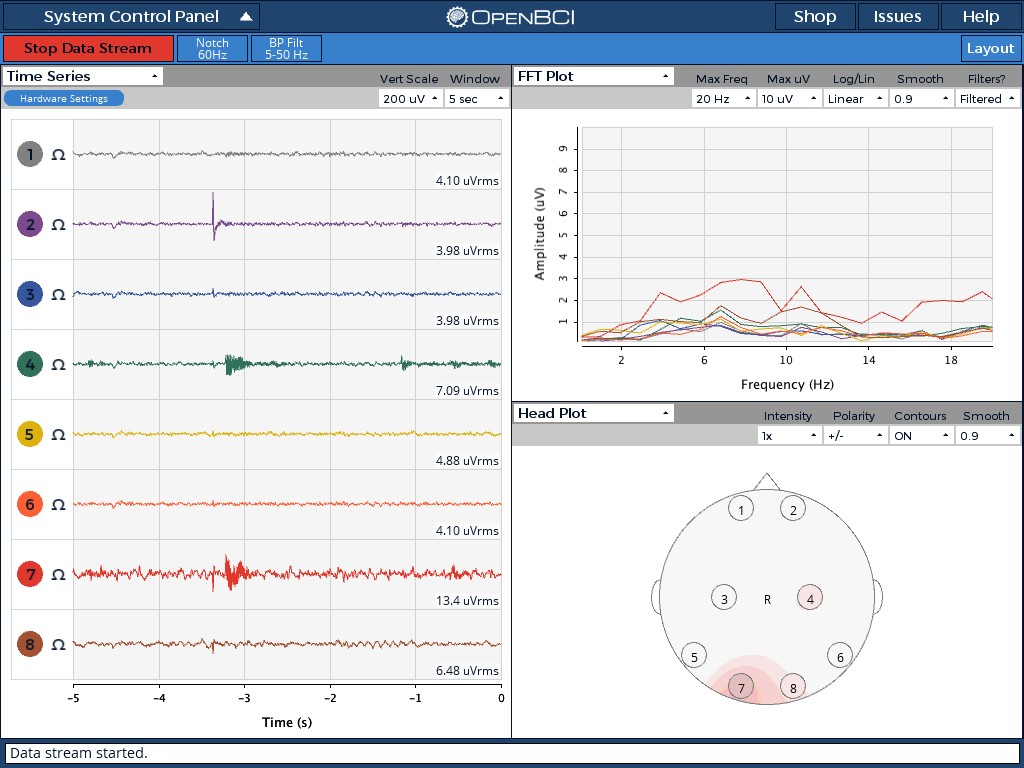 System Control Panel
OpenBCI
Shop Issues Help
Stop Data Stream
Notch
60Hz
BP Filt
5-50 Hz
Layout
Time Series
Vert Scale Window
Hardware Settings
200 uV 5 sec
1 Ω
4.10 uVrms
2 Ω
3.98 uVrms
3 Ω
3.98 uVrms
4 Ω
7.09 uVrms
5 Ω
4.88 uVrms
6 Ω
4.10 uVrms
7 Ω
13.4 uVrms
8 Ω
6.48 uVrms
-5 -4 -3 -2 -1 0
Time (s)
FFT Plot
Max Freq Max uV Log/Lin Smooth Filters?
20 Hz 10 uV Linear 0.9 Filtered
Amplitude (uV)
9
8
7
6
5
4
3
2
1
2 6 10 14 18
Frequency (Hz)
Head Plot
Intensity Polarity Contours Smooth
1x +/- ON 0.9
1 2
3 R 4
5 6
7 8
Data stream started.